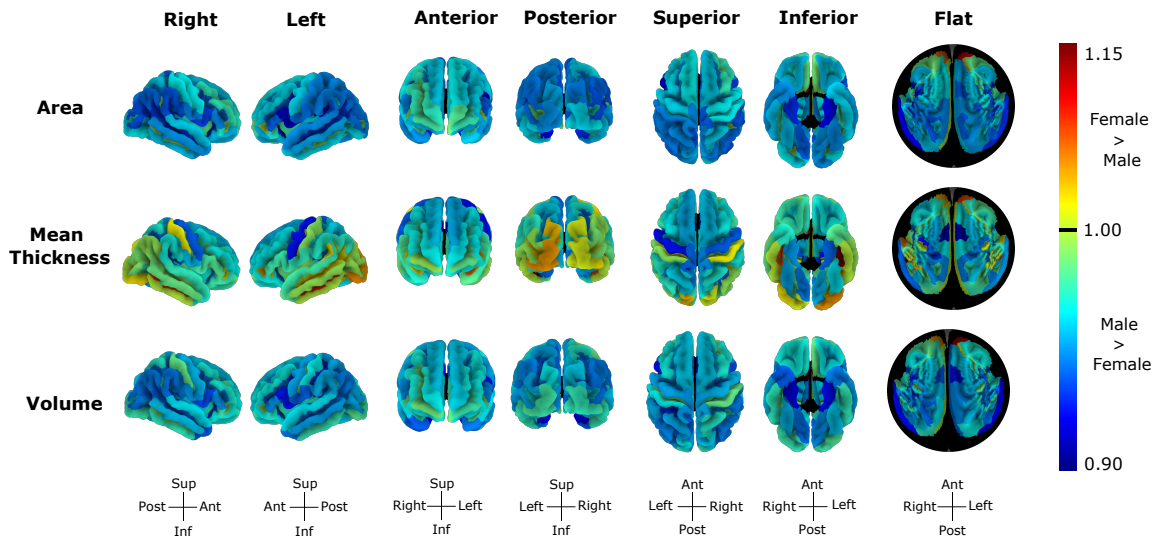 Right Left Anterior Posterior Superior Inferior Flat
Area
Mean
Thickness
Volume
1.15
Female
>
Male
1.00
Male
>
Female
0.90
Sup Sup Sup Sup Ant Ant Ant
Post Ant Ant Post Right Left Left Right Left Right Right Left Right Left
Inf Inf Inf Inf Post Post Post